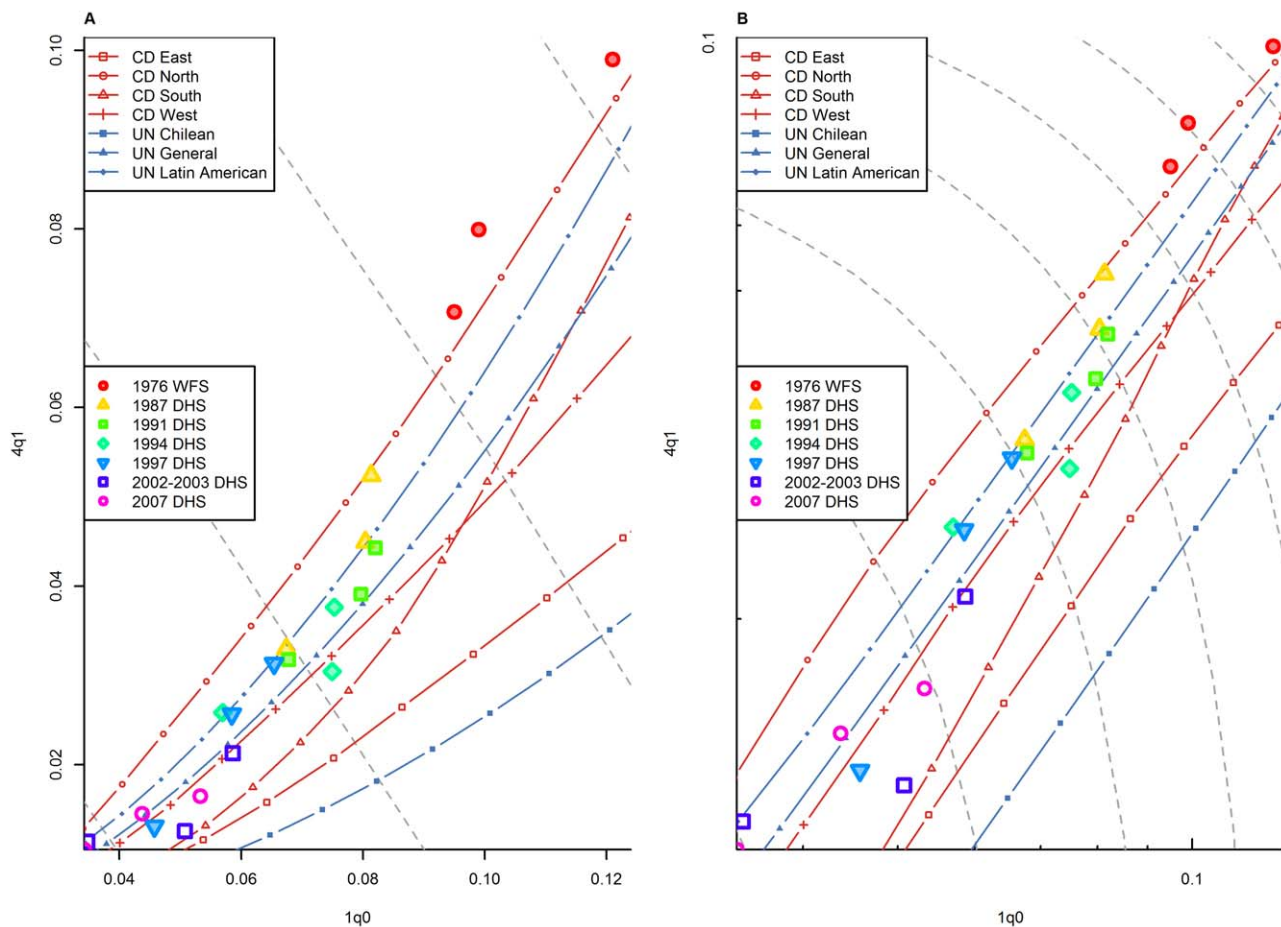 A
CD East
CD North
CD South
CD West
UN Chilean
UN General
UN Latin American
1976 WFS
1987 DHS
1991 DHS
1994 DHS
1997 DHS
2002-2003 DHS
2007 DHS
0.10
0.08
0.06
0.04
0.02
4q1
0.04
0.06
0.08
0.10
0.12
1q0
B
CD East
CD North
CD South
CD West
UN Chilean
UN General
UN Latin American
1976 WFS
1987 DHS
1991 DHS
1994 DHS
1997 DHS
2002-2003 DHS
2007 DHS
0.1
4q1
0.1
1q0